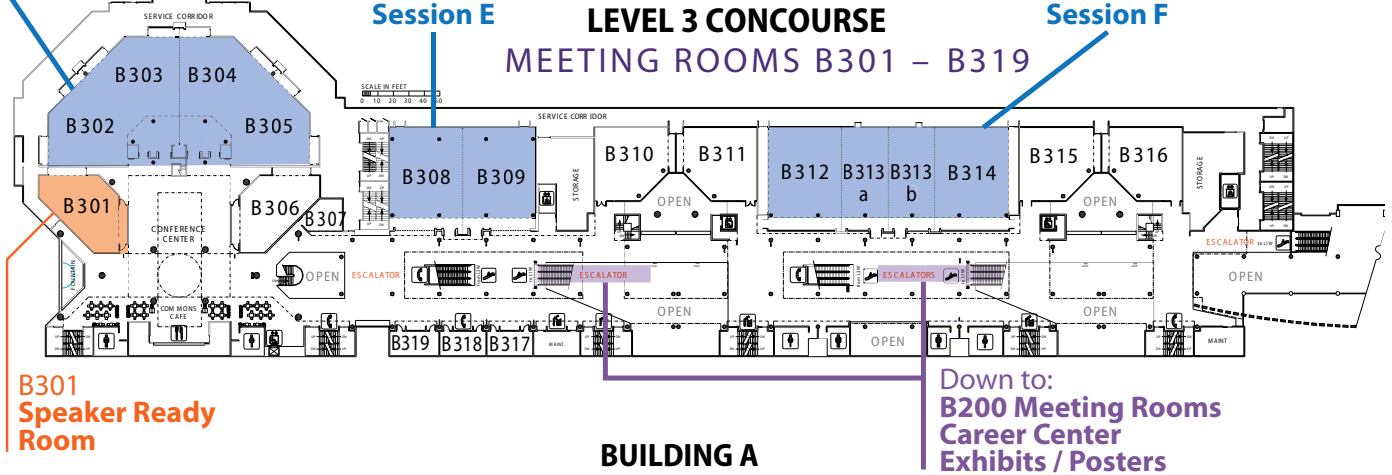 Session E
LEVEL 3 CONCOURSE
Session F
MEETING ROOMS B301 – B319
SERVICE CORRIDOR
SCALE IN FEET
0 10 20 30 40 50
SERVICE CORRIDOR
B303 B304
B302 B305
B308 B309
B310 B311
B312 B313 a B313 b B314
B315 B316
STORAGE
STORAGE
B301
B306
B307
CONFERENCE
CENTER
FOUNTAIN
OPEN
OPEN
OPEN
ESCALATOR
ESCALATOR
ESCALATORS
ESCALATOR to LVW
OPEN
OPEN
OPEN
OPEN
COMMONS
CAFE
B319 B318 B317 MAINT.
OPEN
MAINT
B301
Speaker Ready
Room
Down to:
B200 Meeting Rooms
Career Center
Exhibits / Posters
BUILDING A